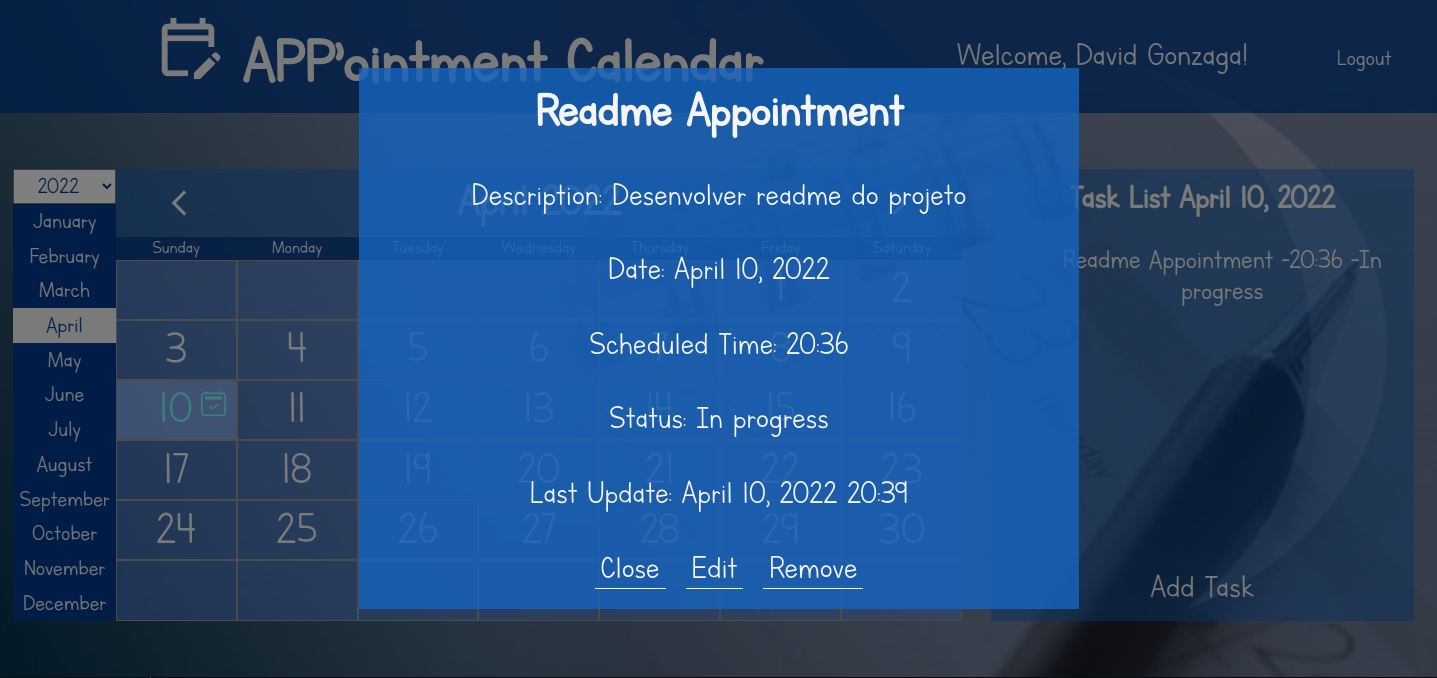 APP'ointment Calendar
Welcome, David Gonzaga!
Logout
Readme Appointment
Description: Desenvolver readme do projeto
Date: April 10, 2022
Scheduled Time: 20:36
Status: In progress
Last Update: April 10, 2022 20:39
Close Edit Remove
2022
January
February
March
April
May
June
July
August
September
October
November
December
April 2022
Sunday Monday Tuesday Wednesday Thursday Friday Saturday
1 2
3 4 5 6 7 8 9
10 11 12 13 14 15 16
17 18 19 20 21 22 23
24 25 26 27 28 29 30
Task List April 10, 2022
Readme Appointment -20:36 -In
progress
Add Task